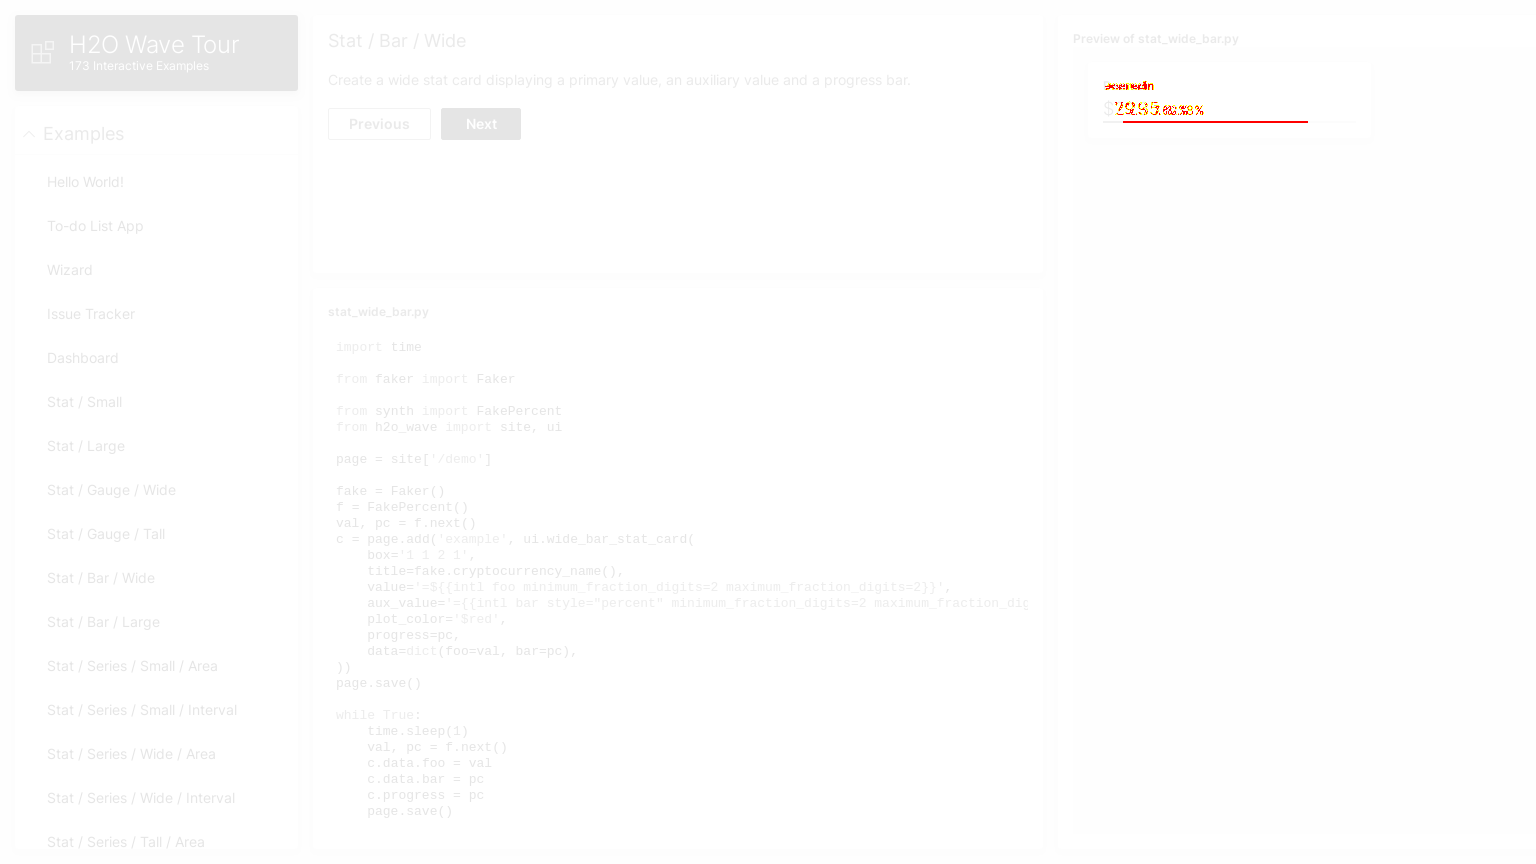 H2O Wave Tour
173 Interactive Examples
Examples
Hello World!
To-do List App
Wizard
Issue Tracker
Dashboard
Stat / Small
Stat / Large
Stat / Gauge / Wide
Stat / Gauge / Tall
Stat / Bar / Wide
Stat / Bar / Large
Stat / Series / Small / Area
Stat / Series / Small / Interval
Stat / Series / Wide / Area
Stat / Series / Wide / Interval
Stat / Series / Tall / Area
Stat / Bar / Wide
Create a wide stat card displaying a primary value, an auxiliary value and a progress bar.
Previous Next
stat_wide_bar.py
import time
from faker import Faker
from synth import FakePercent
from h2o_wave import site, ui
page = site['/demo']
fake = Faker()
f = FakePercent()
val, pc = f.next()
c = page.add('example', ui.wide_bar_stat_card(
    box='1 1 2 1',
    title=fake.cryptocurrency_name(),
    value='=${{intl foo minimum_fraction_digits=2 maximum_fraction_digits=2}}',
    aux_value='={{intl bar style="percent" minimum_fraction_digits=2 maximum_fraction_dig
    plot_color='$red',
    progress=pc,
    data=dict(foo=val, bar=pc),
))
page.save()
while True:
    time.sleep(1)
    val, pc = f.next()
    c.data.foo = val
    c.data.bar = pc
    c.progress = pc
    page.save()
Preview of stat_wide_bar.py